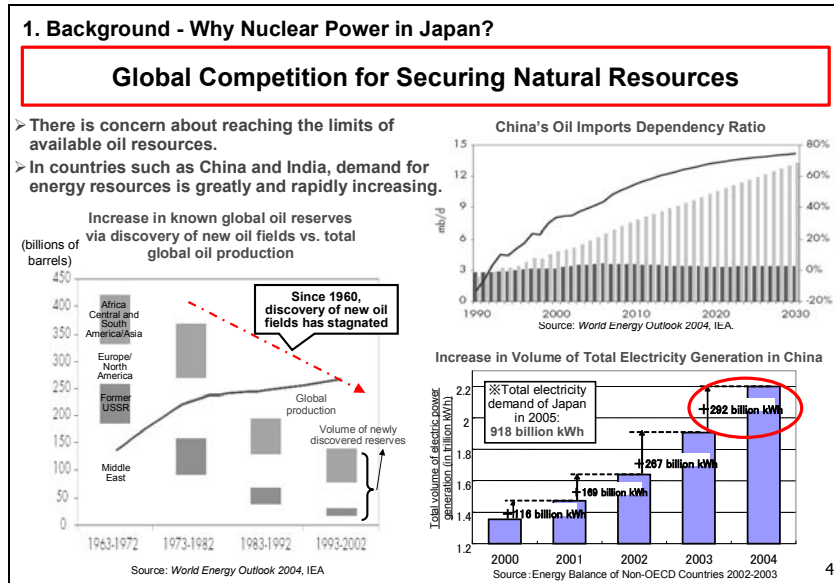 1. Background - Why Nuclear Power in Japan?
Global Competition for Securing Natural Resources
➢ There is concern about reaching the limits of
available oil resources.
➢ In countries such as China and India, demand for
energy resources is greatly and rapidly increasing.
Increase in known global oil reserves
via discovery of new oil fields vs. total
global oil production
(billions of
barrels)
450
400
350
300
250
200
150
100
50
0
Africa
Central and
South
America/Asia
Europe/
North
America
Former
USSR
Middle
East
Since 1960,
discovery of new oil
fields has stagnated
Global
production
Volume of newly
discovered reserves
1963-1972
1973-1982
1983-1992
1993-2002
Source: World Energy Outlook 2004, IEA
China's Oil Imports Dependency Ratio
mb/d
15
12
9
6
3
0
80%
60%
40%
20%
0%
-20%
1990
2000
2010
2020
2030
Source: World Energy Outlook 2004, IEA.
Increase in Volume of Total Electricity Generation in China
Total volume of electric power
generation (in trillion kWh)
2.2
2
1.8
1.6
1.4
1.2
※Total electricity
demand of Japan
in 2005:
918 billion kWh
+116 billion kWh
+169 billion kWh
+267 billion kWh
+292 billion kWh
2000
2001
2002
2003
2004
Source:Energy Balance of Non-OECD Countries 2002-2003
4